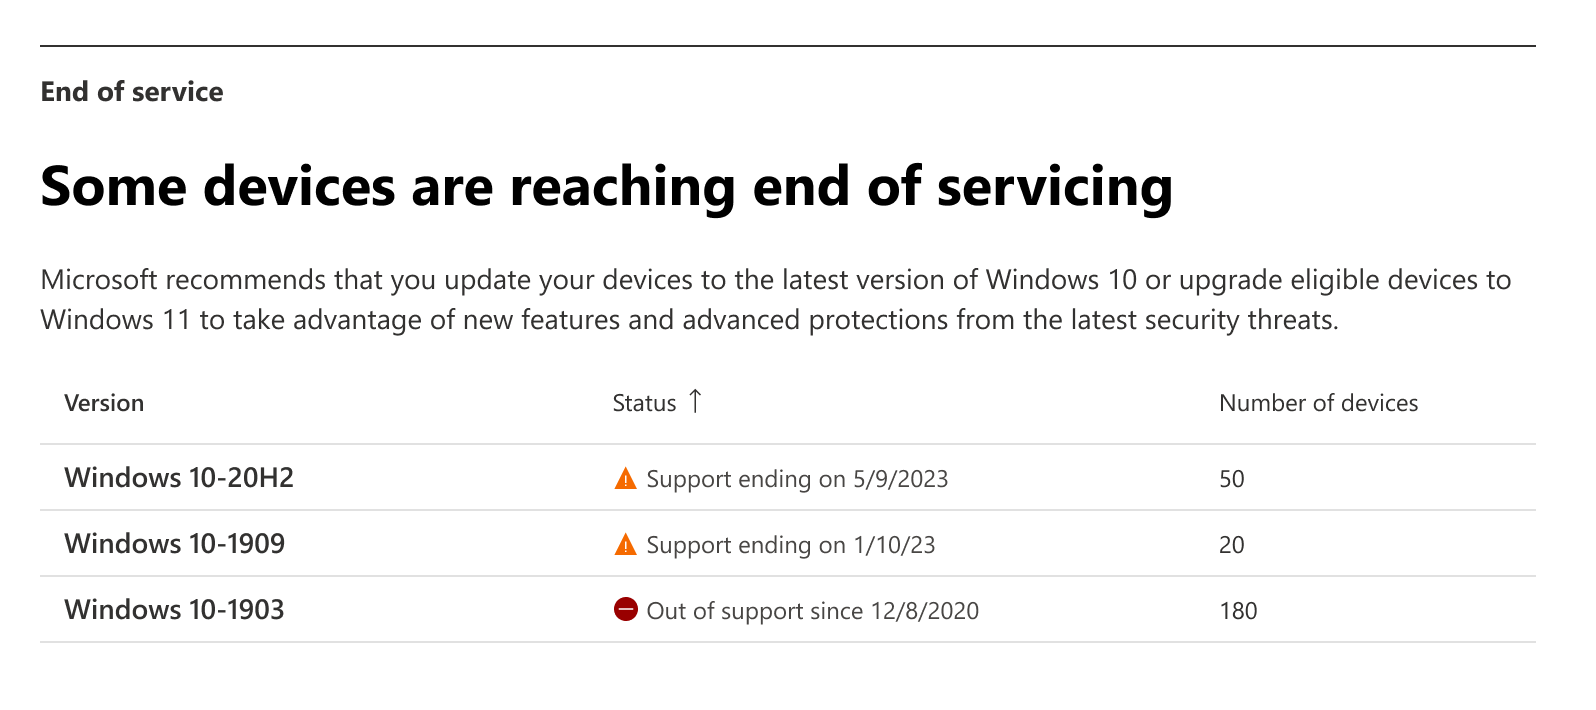 End of service
Some devices are reaching end of servicing
Microsoft recommends that you update your devices to the latest version of Windows 10 or upgrade eligible devices to
Windows 11 to take advantage of new features and advanced protections from the latest security threats.
Version Status ↑ Number of devices
Windows 10-20H2 Support ending on 5/9/2023 50
Windows 10-1909 Support ending on 1/10/23 20
Windows 10-1903 Out of support since 12/8/2020 180